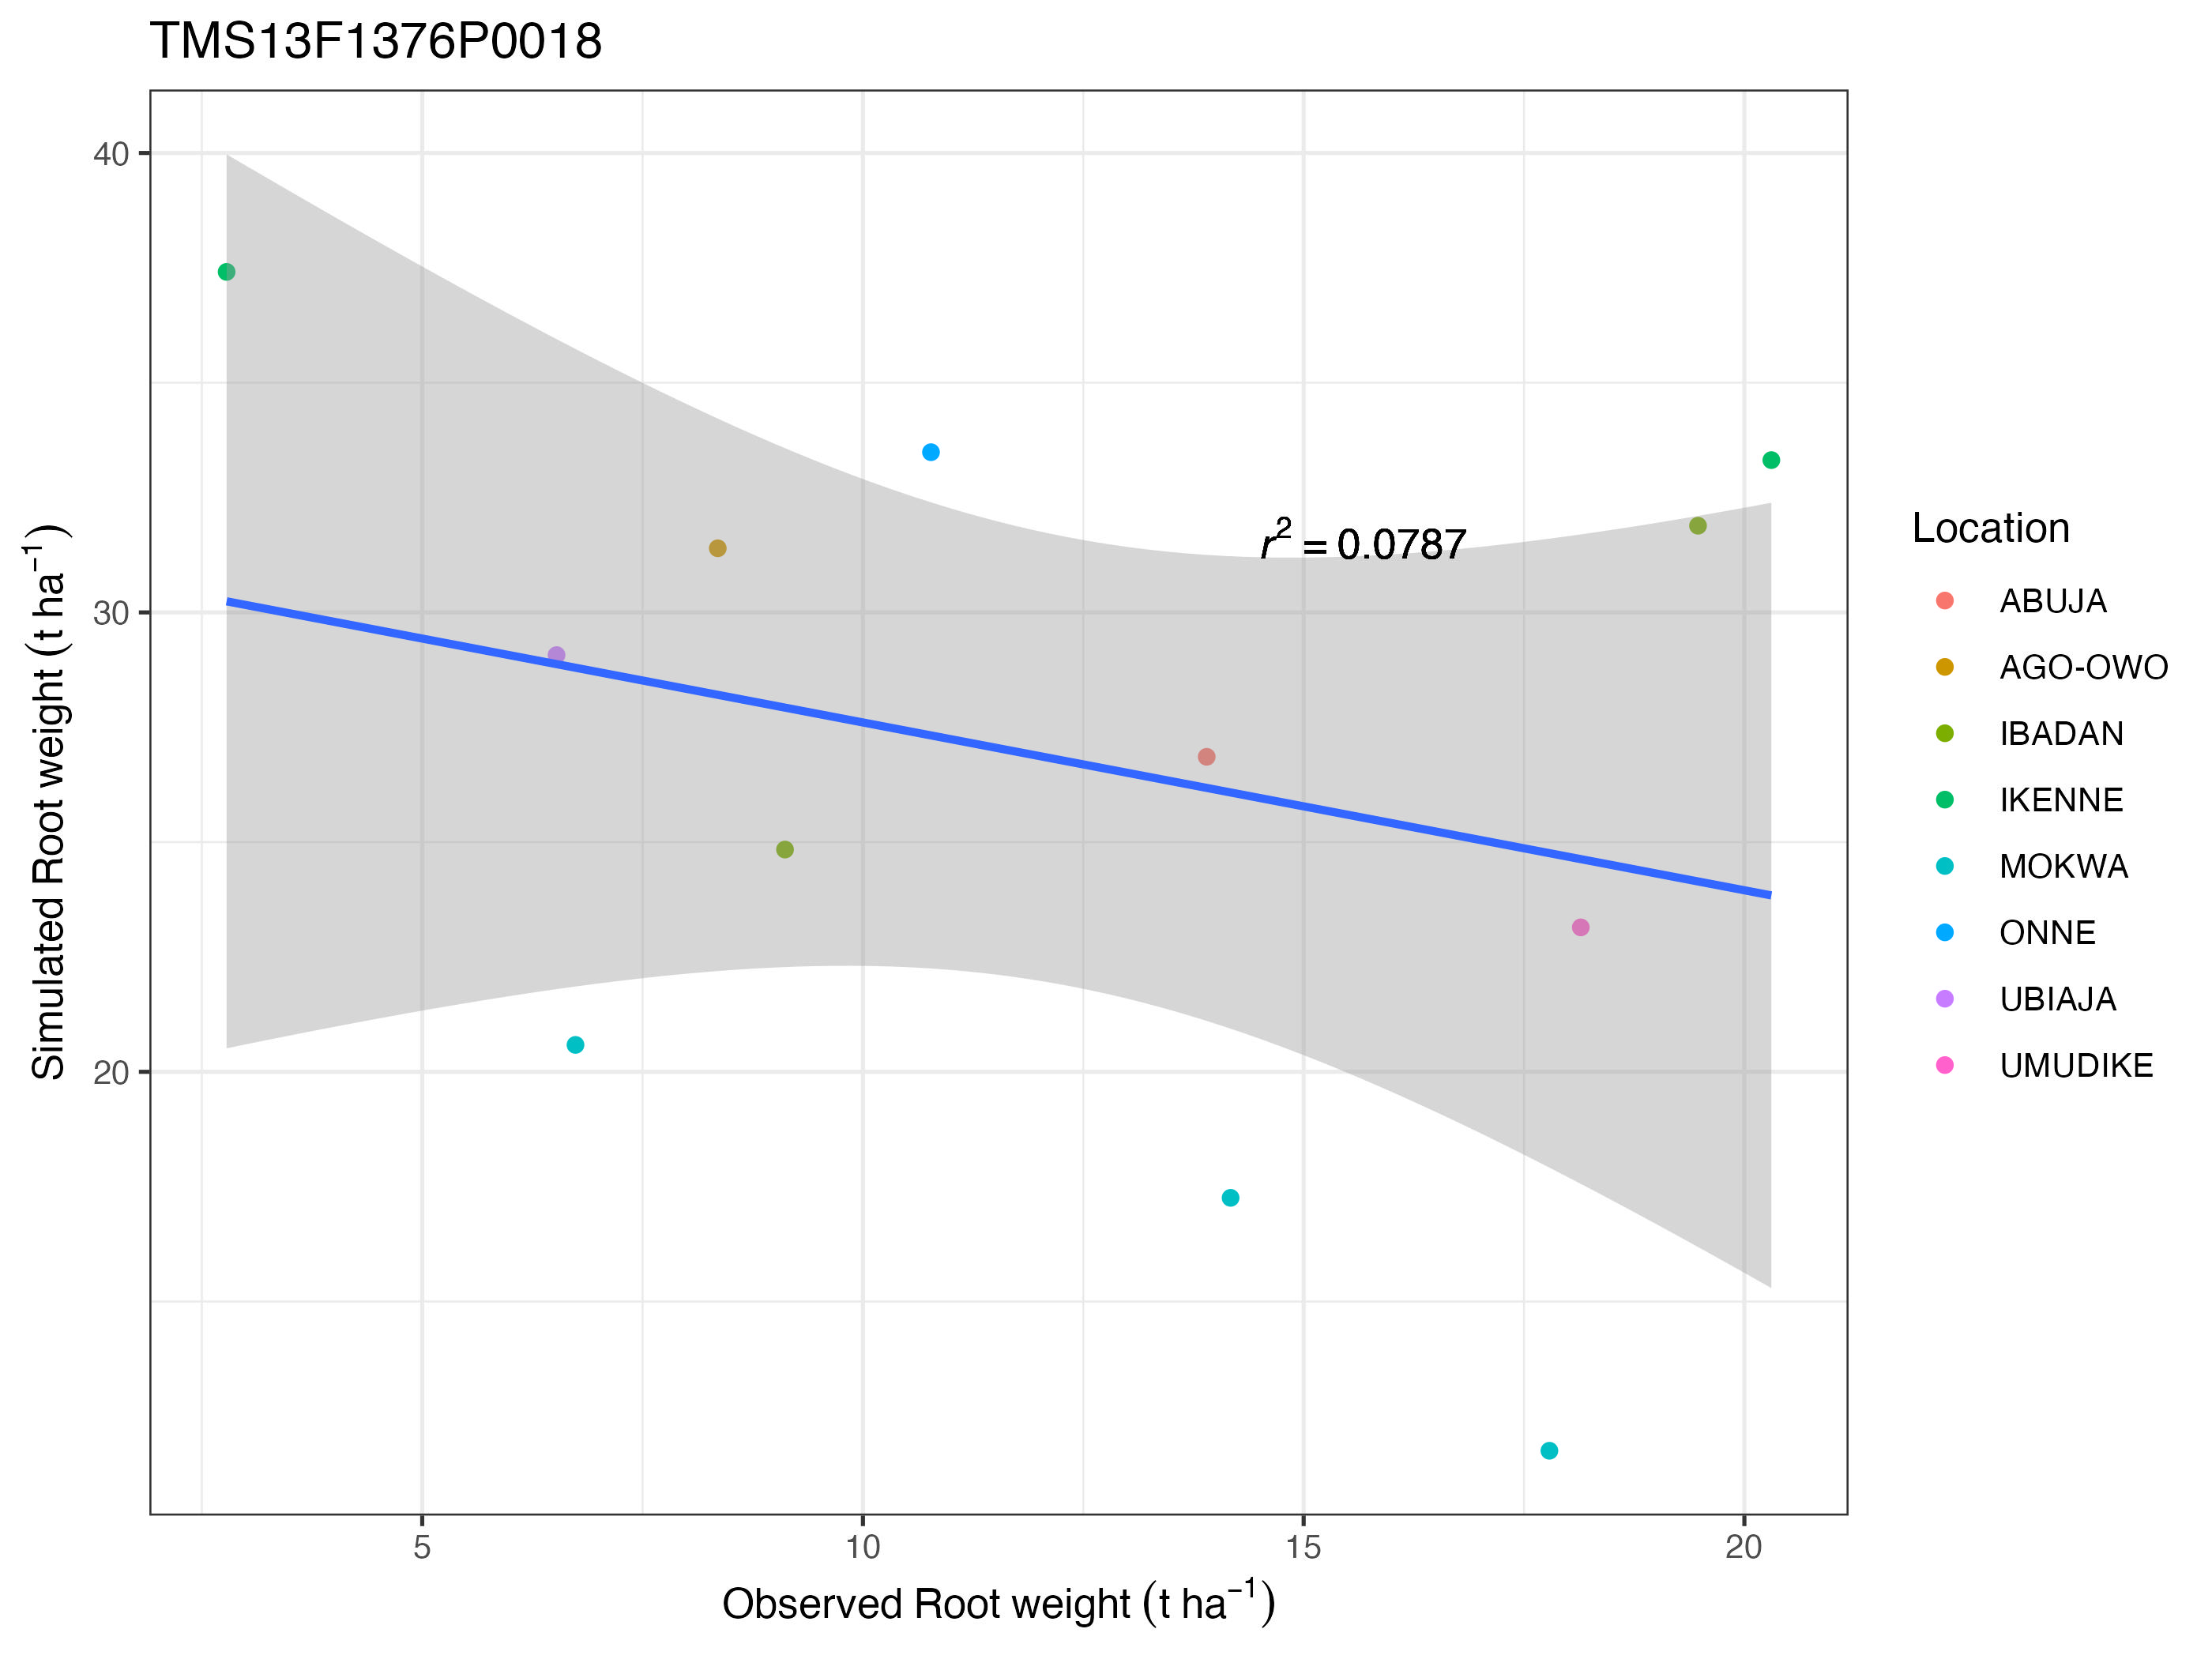 TMS13F1376P0018
Simulated Root weight (t ha⁻¹)
40
30
20
r² = 0.0787
5 10 15 20
Observed Root weight (t ha⁻¹)
Location
ABUJA
AGO-OWO
IBADAN
IKENNE
MOKWA
ONNE
UBIAJA
UMUDIKE